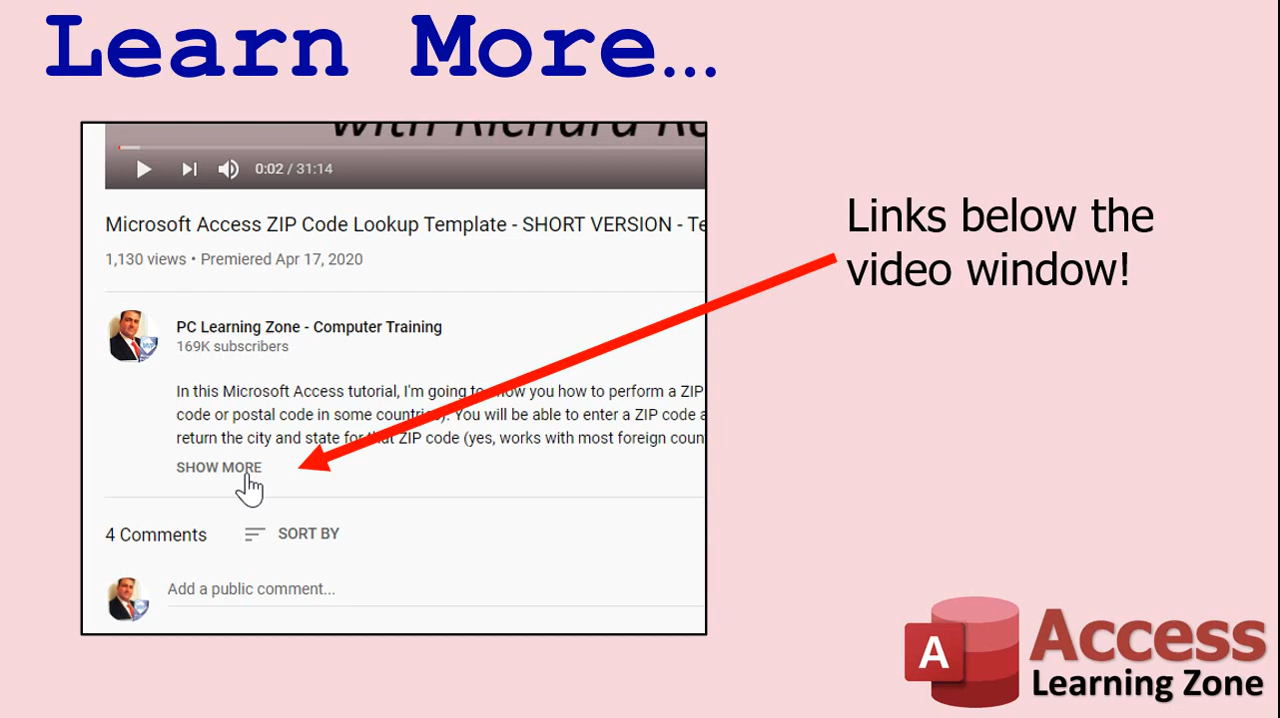 Learn More...
with Richard Ro
0:02 / 31:14
Microsoft Access ZIP Code Lookup Template - SHORT VERSION - Te
1,130 views • Premiered Apr 17, 2020
PC Learning Zone - Computer Training
169K subscribers
In this Microsoft Access tutorial, I'm going to show you how to perform a ZIP
code or postal code in some countries). You will be able to enter a ZIP code a
return the city and state for that ZIP code (yes, works with most foreign coun
SHOW MORE
4 Comments
SORT BY
Add a public comment...
Links below the
video window!
A
Access
Learning Zone